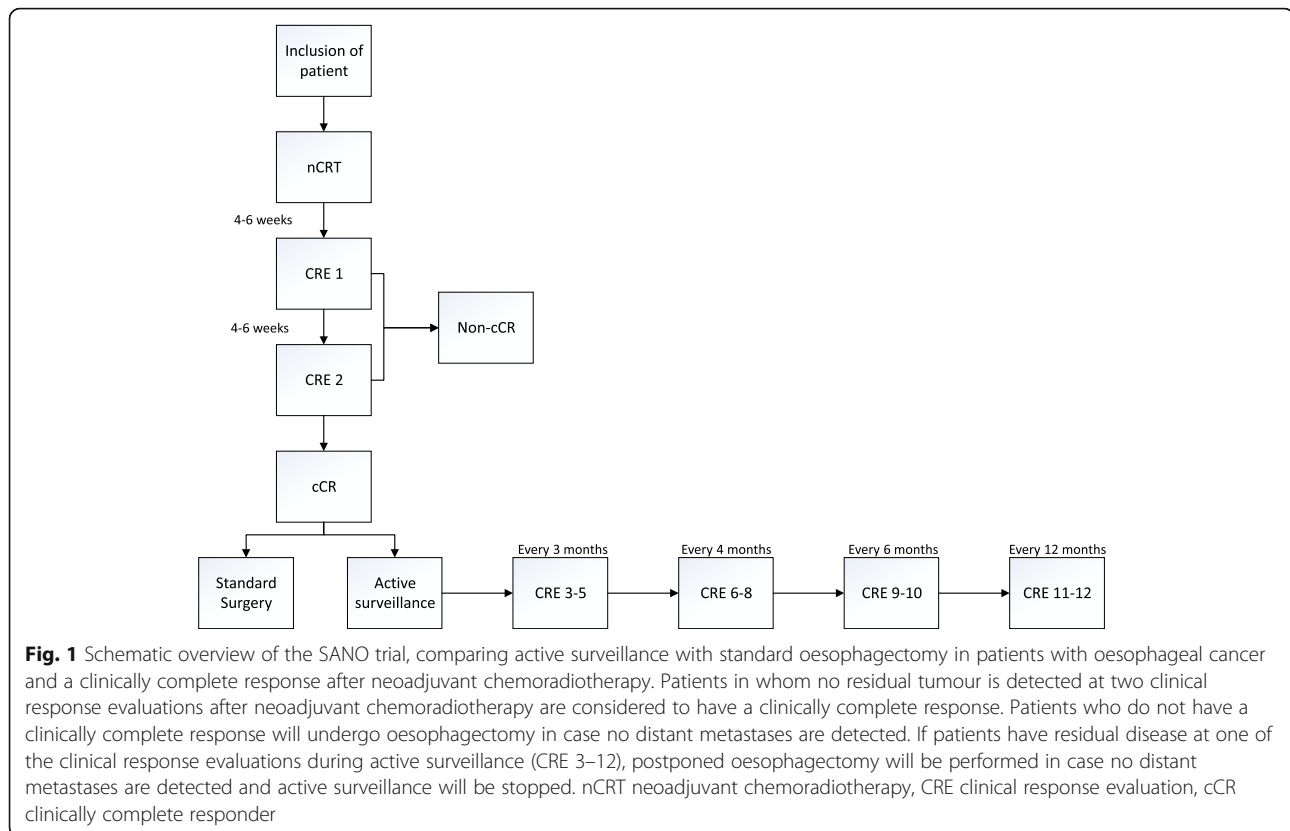 Inclusion of
patient
nCRT
4-6 weeks
CRE 1
4-6 weeks
Non-cCR
CRE 2
cCR
Standard
Surgery
Active
surveillance
Every 3 months
CRE 3-5
Every 4 months
CRE 6-8
Every 6 months
CRE 9-10
Every 12 months
CRE 11-12
Fig. 1 Schematic overview of the SANO trial, comparing active surveillance with standard oesophagectomy in patients with oesophageal cancer
and a clinically complete response after neoadjuvant chemoradiotherapy. Patients in whom no residual tumour is detected at two clinical
response evaluations after neoadjuvant chemoradiotherapy are considered to have a clinically complete response. Patients who do not have a
clinically complete response will undergo oesophagectomy in case no distant metastases are detected. If patients have residual disease at one of
the clinical response evaluations during active surveillance (CRE 3–12), postponed oesophagectomy will be performed in case no distant
metastases are detected and active surveillance will be stopped. nCRT neoadjuvant chemoradiotherapy, CRE clinical response evaluation, cCR
clinically complete responder